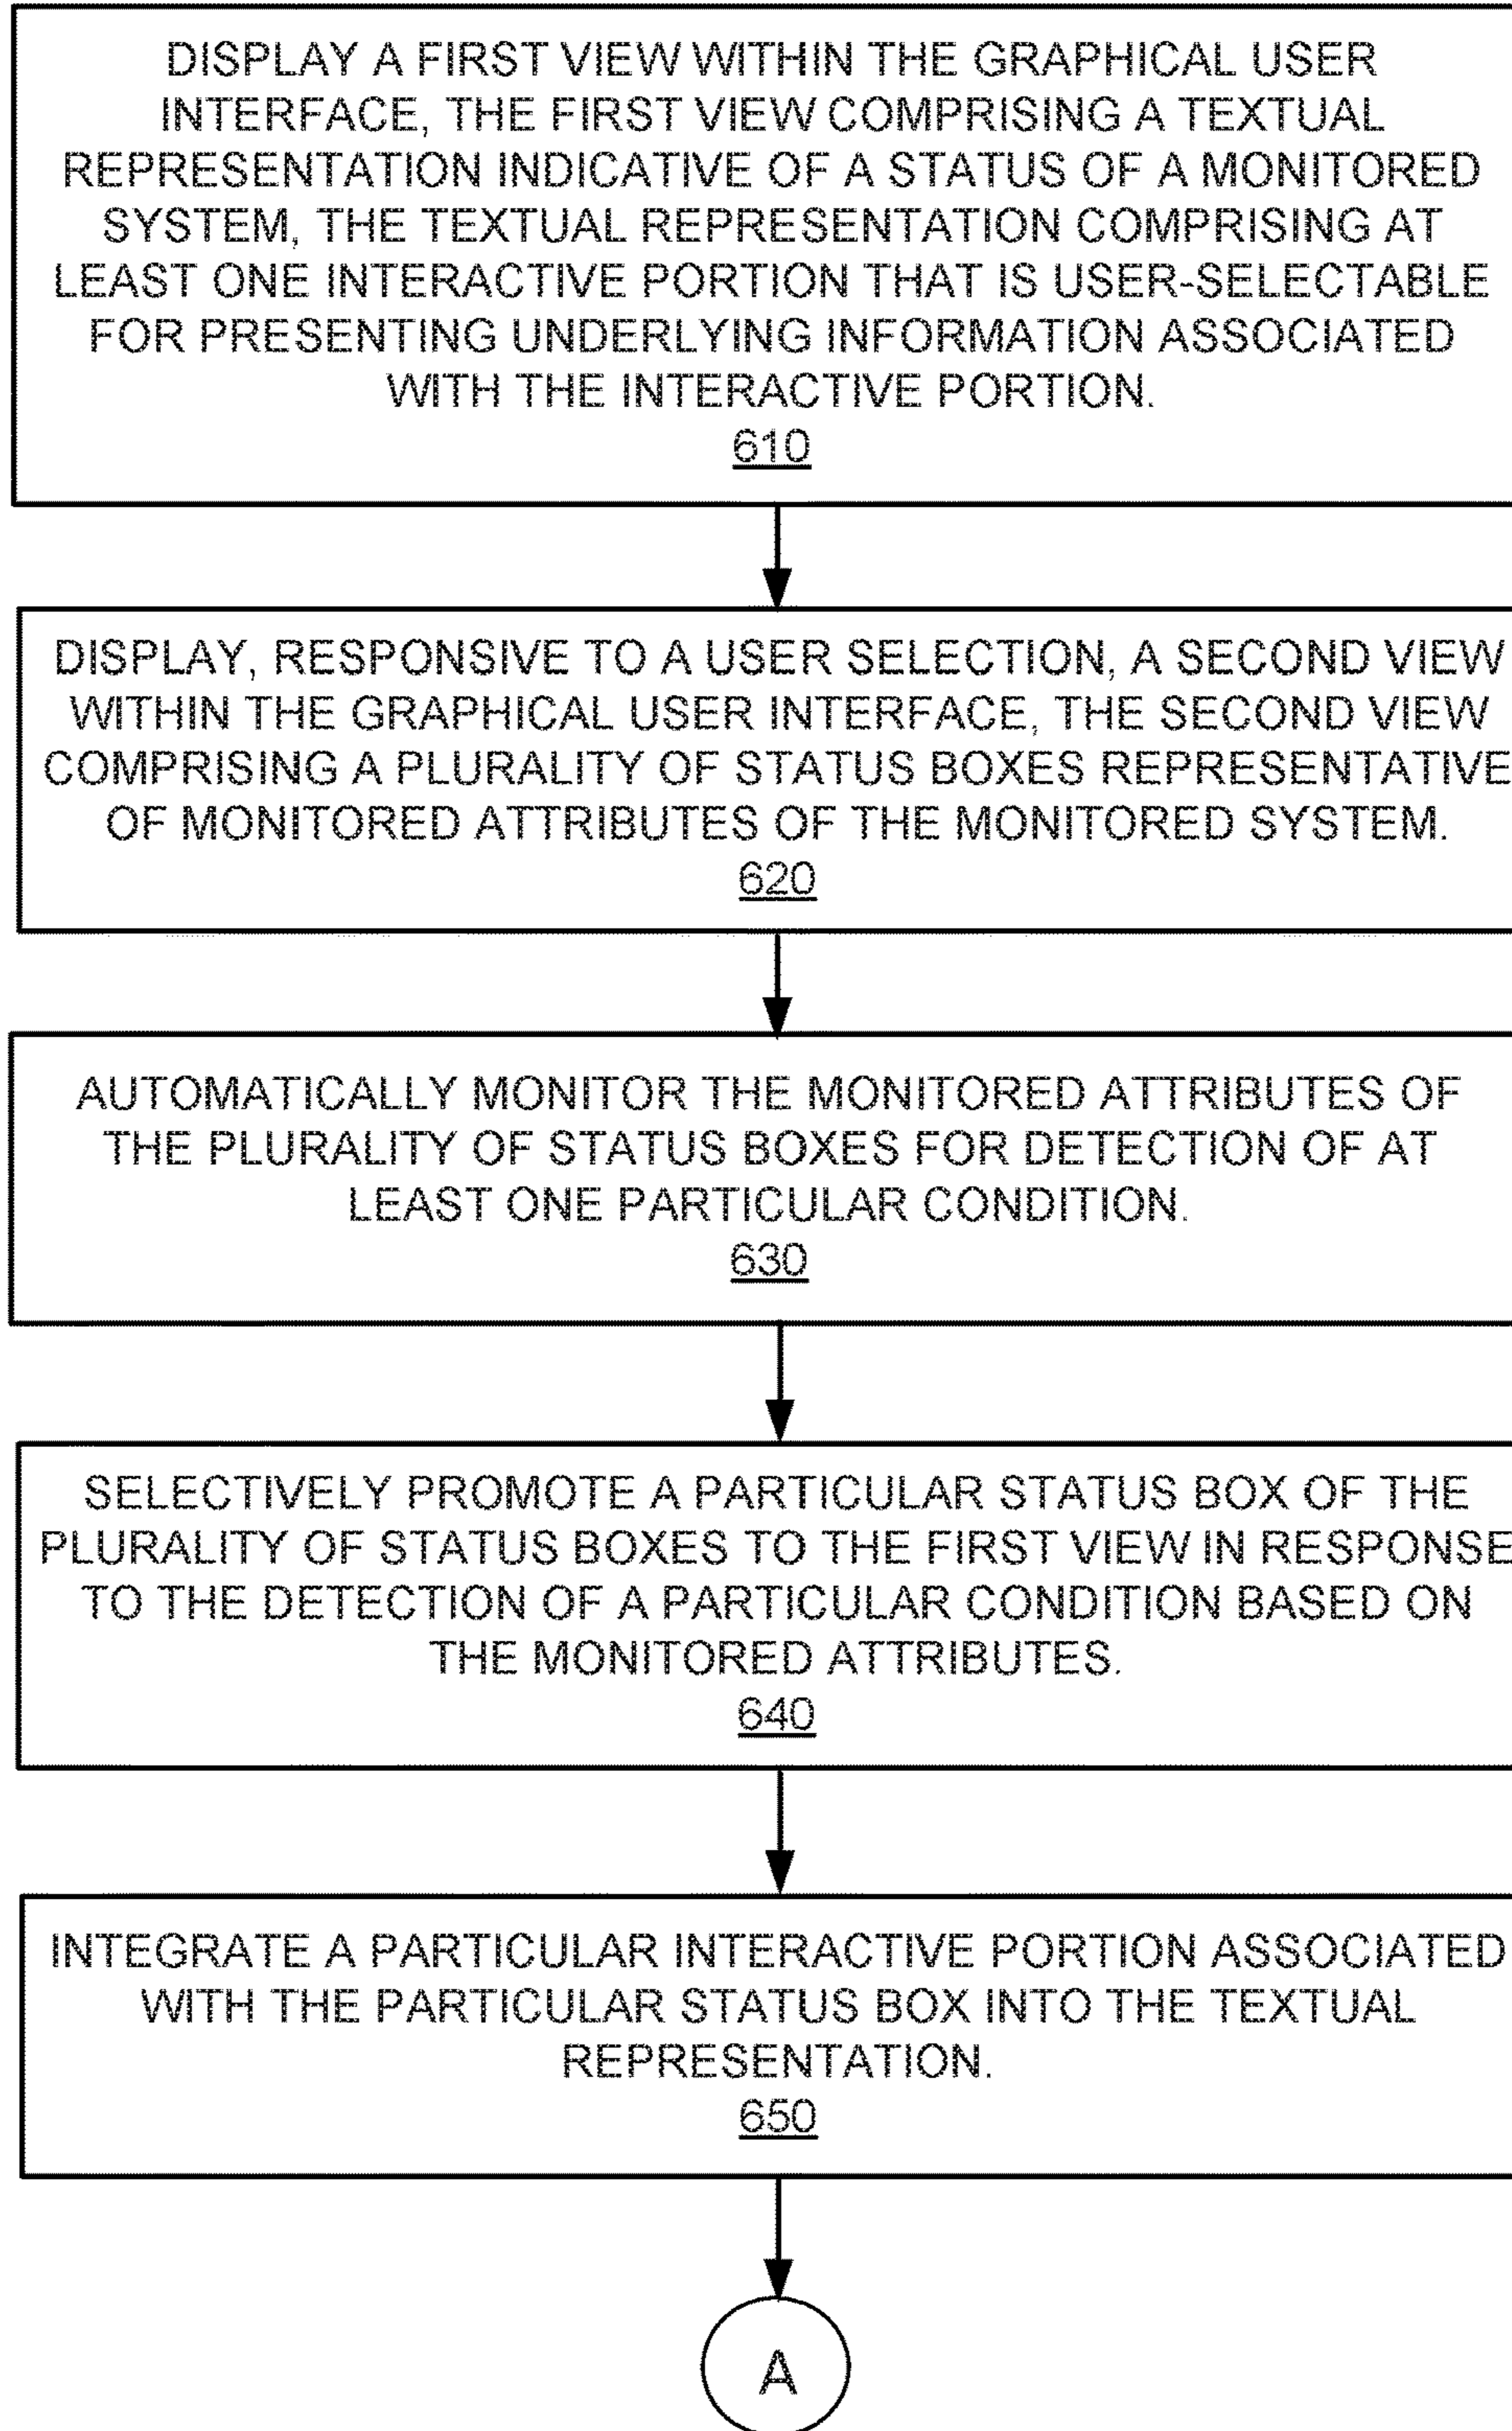 DISPLAY A FIRST VIEW WITHIN THE GRAPHICAL USER
INTERFACE, THE FIRST VIEW COMPRISING A TEXTUAL
REPRESENTATION INDICATIVE OF A STATUS OF A MONITORED
SYSTEM, THE TEXTUAL REPRESENTATION COMPRISING AT
LEAST ONE INTERACTIVE PORTION THAT IS USER-SELECTABLE
FOR PRESENTING UNDERLYING INFORMATION ASSOCIATED
WITH THE INTERACTIVE PORTION.
610
DISPLAY, RESPONSIVE TO A USER SELECTION, A SECOND VIEW
WITHIN THE GRAPHICAL USER INTERFACE, THE SECOND VIEW
COMPRISING A PLURALITY OF STATUS BOXES REPRESENTATIVE
OF MONITORED ATTRIBUTES OF THE MONITORED SYSTEM.
620
AUTOMATICALLY MONITOR THE MONITORED ATTRIBUTES OF
THE PLURALITY OF STATUS BOXES FOR DETECTION OF AT
LEAST ONE PARTICULAR CONDITION.
630
SELECTIVELY PROMOTE A PARTICULAR STATUS BOX OF THE
PLURALITY OF STATUS BOXES TO THE FIRST VIEW IN RESPONSE
TO THE DETECTION OF A PARTICULAR CONDITION BASED ON
THE MONITORED ATTRIBUTES.
640
INTEGRATE A PARTICULAR INTERACTIVE PORTION ASSOCIATED
WITH THE PARTICULAR STATUS BOX INTO THE TEXTUAL
REPRESENTATION.
650
A